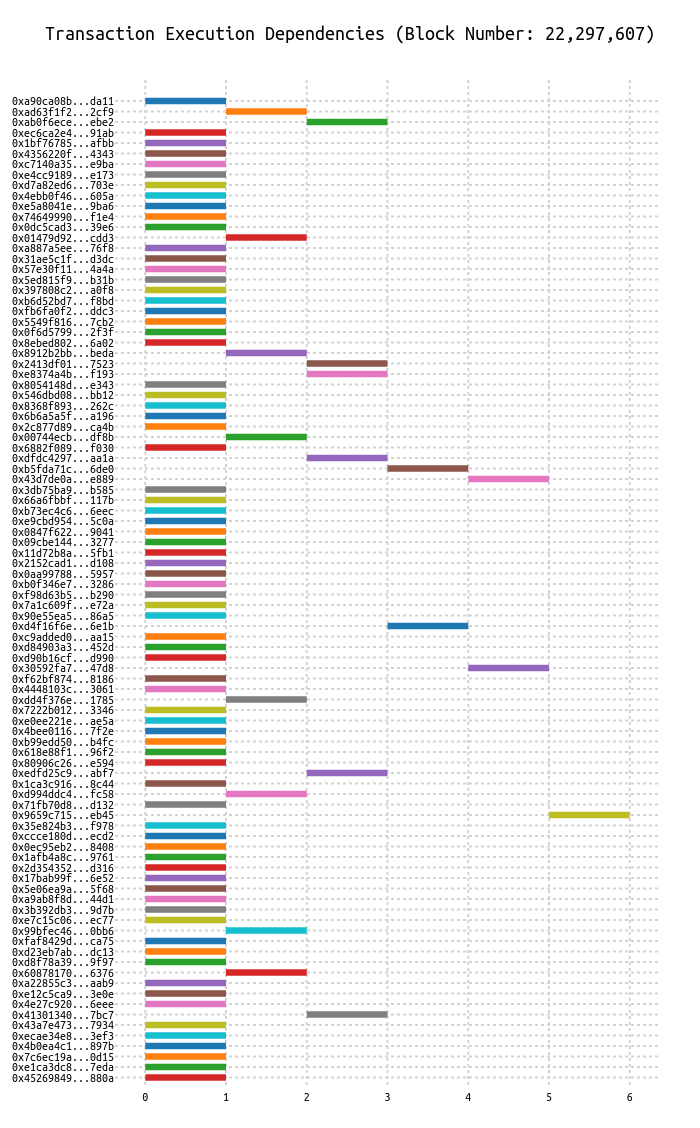 Transaction Execution Dependencies (Block Number: 22,297,607)
0xa90ca08b...da11
0xad63f1f2...2cf9
0xab0f6ece...ebe2
0xec6ca2e4...91ab
0x1bf76785...afbb
0x4356220f...4343
0xc7140a35...e9ba
0xe4cc9189...e173
0xd7a82ed6...703e
0x4ebb0f46...605a
0xe5a8041e...9ba6
0x74649990...f1e4
0x0dc5cad3...39e6
0x01479d92...cdd3
0xa887a5ee...76f8
0x31ae5c1f...d3dc
0x57e30f11...4a4a
0x5ed815f9...b31b
0x397808c2...a0f8
0xb6d52bd7...f8bd
0xfb6fa0f2...ddc3
0x5549f816...7cb2
0x0f6d5799...2f3f
0x8ebed802...6a02
0x8912b2bb...beda
0x2413df01...7523
0xe8374a4b...f193
0x8054148d...e343
0x546dbd08...bb12
0x8368f893...262c
0x6b6a5a5f...a196
0x2c877d89...ca4b
0x00744ecb...df8b
0x6882f089...f030
0xdfdc4297...aa1a
0xb5fda71c...6de0
0x43d7de0a...e889
0x3db75ba9...b585
0x66a6fbbf...117b
0xb73ec4c6...6eec
0xe9cbd954...5c0a
0x0847f622...9041
0x09cbe144...3277
0x11d72b8a...5fb1
0x2152cad1...d108
0x0aa99788...5957
0xb0f346e7...3286
0xf98d63b5...b290
0x7a1c609f...e72a
0x90e55ea5...86a5
0xd4f16f6e...6e1b
0xc9added0...aa15
0xd84903a3...452d
0xd90b16cf...d990
0x30592fa7...47d8
0xf62bf874...8186
0x4448103c...3061
0xdd4f376e...1785
0x7222b012...3346
0xe0ee221e...ae5a
0x4bee0116...7f2e
0xb99edd50...b4fc
0x618e88f1...96f2
0x80906c26...e594
0xedfd25c9...abf7
0x1ca3c916...8c44
0xd994ddc4...fc58
0x71fb70d8...d132
0x9659c715...eb45
0x35e824b3...f978
0xccce180d...ecd2
0x0ec95eb2...8408
0x1afb4a8c...9761
0x2d354352...d316
0x17bab99f...6e52
0x5e06ea9a...5f68
0xa9ab8f8d...44d1
0x3b392db3...9d7b
0xe7c15c06...ec77
0x99bfec46...0bb6
0xfaf8429d...ca75
0xd23eb7ab...dc13
0xd8f78a39...9f97
0x60878170...6376
0xa22855c3...aab9
0xe12c5ca9...3e0e
0x4e27c920...6eee
0x41301340...7bc7
0x43a7e473...7934
0xecae34e8...3ef3
0x4b0ea4c1...897b
0x7c6ec19a...0d15
0xe1ca3dc8...7eda
0x45269849...880a
0 1 2 3 4 5 6